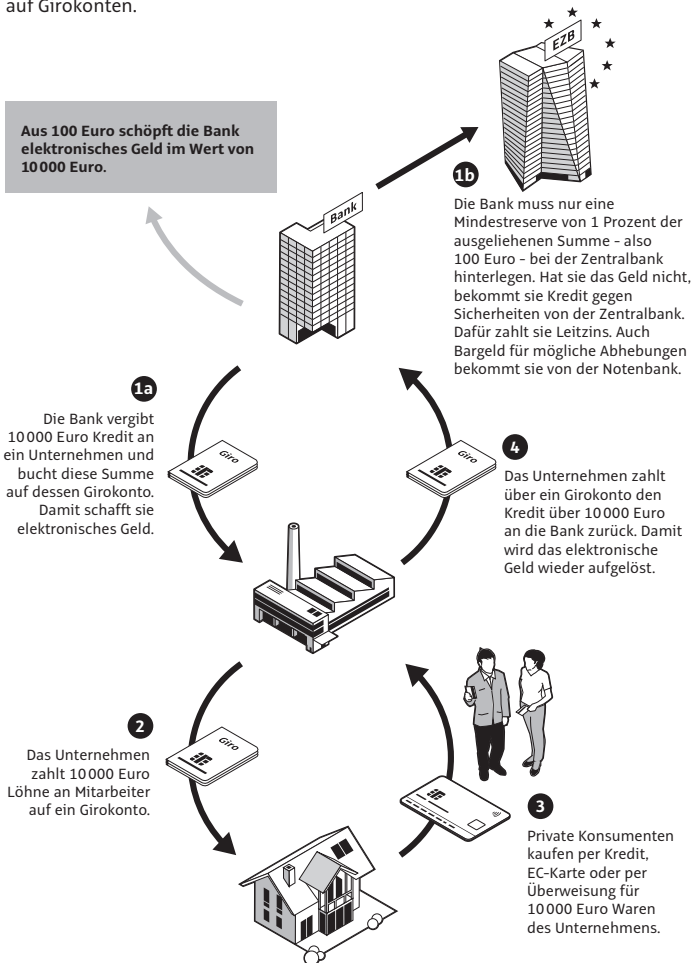 auf Girokonten.
EZB
Aus 100 Euro schöpft die Bank
elektronisches Geld im Wert von
10 000 Euro.
Bank
1b
Die Bank muss nur eine
Mindestreserve von 1 Prozent der
ausgeliehenen Summe - also
100 Euro - bei der Zentralbank
hinterlegen. Hat sie das Geld nicht,
bekommt sie Kredit gegen
Sicherheiten von der Zentralbank.
Dafür zahlt sie Leitzins. Auch
Bargeld für mögliche Abhebungen
bekommt sie von der Notenbank.
1a
Die Bank vergibt
10 000 Euro Kredit an
ein Unternehmen und
bucht diese Summe
auf dessen Girokonto.
Damit schafft sie
elektronisches Geld.
Giro
Giro
4
Das Unternehmen zahlt
über ein Girokonto den
Kredit über 10 000 Euro
an die Bank zurück. Damit
wird das elektronische
Geld wieder aufgelöst.
2
Das Unternehmen
zahlt 10 000 Euro
Löhne an Mitarbeiter
auf ein Girokonto.
Giro
3
Private Konsumenten
kaufen per Kredit,
EC-Karte oder per
Überweisung für
10 000 Euro Waren
des Unternehmens.